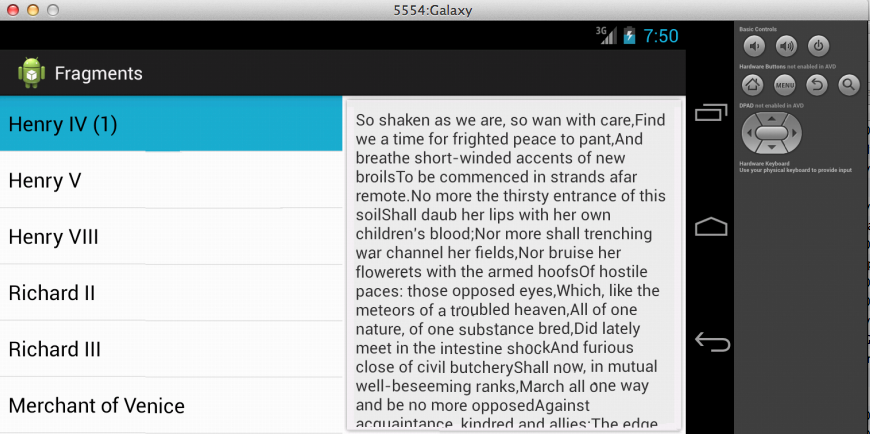 5554:Galaxy
3G
7:50
Fragments
Henry IV (1)
Henry V
Henry VIII
Richard II
Richard III
Merchant of Venice
So shaken as we are, so wan with care,Find
we a time for frighted peace to pant,And
breathe short-winded accents of new
broilsTo be commenced in strands afar
remote.No more the thirsty entrance of this
soilShall daub her lips with her own
children's blood;Nor more shall trenching
war channel her fields,Nor bruise her
flowerets with the armed hoofsOf hostile
paces: those opposed eyes,Which, like the
meteors of a troubled heaven,All of one
nature, of one substance bred,Did lately
meet in the intestine shockAnd furious
close of civil butcheryShall now, in mutual
well-beseeming ranks,March all one way
and be no more opposedAgainst
acquaintance, kindred and allies:The edge
Basic Controls
Hardware Buttons not enabled in AVD
MENU
DPAD not enabled in AVD
Hardware Keyboard
Use your physical keyboard to provide input